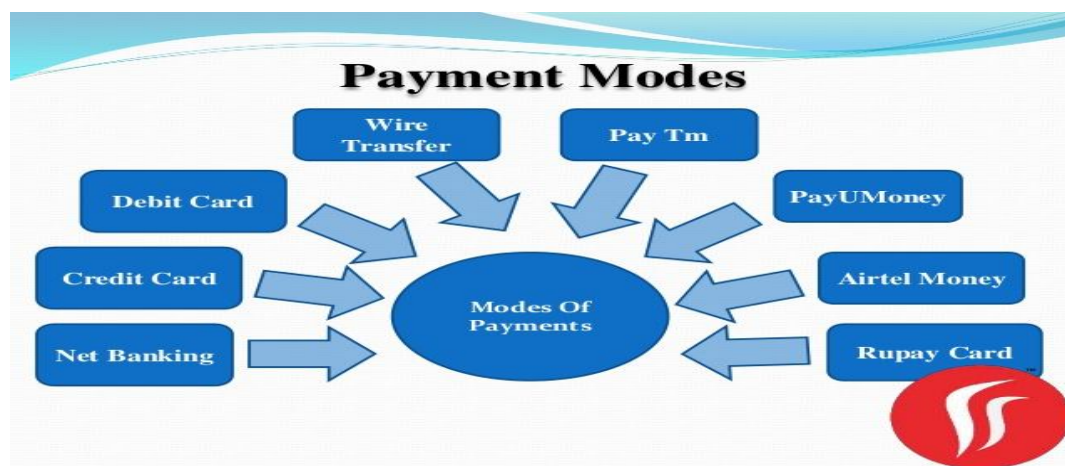 Payment Modes
Wire
Transfer
Pay Tm
Debit Card
PayUMoney
Credit Card
Airtel Money
Modes Of
Payments
Net Banking
Rupay Card